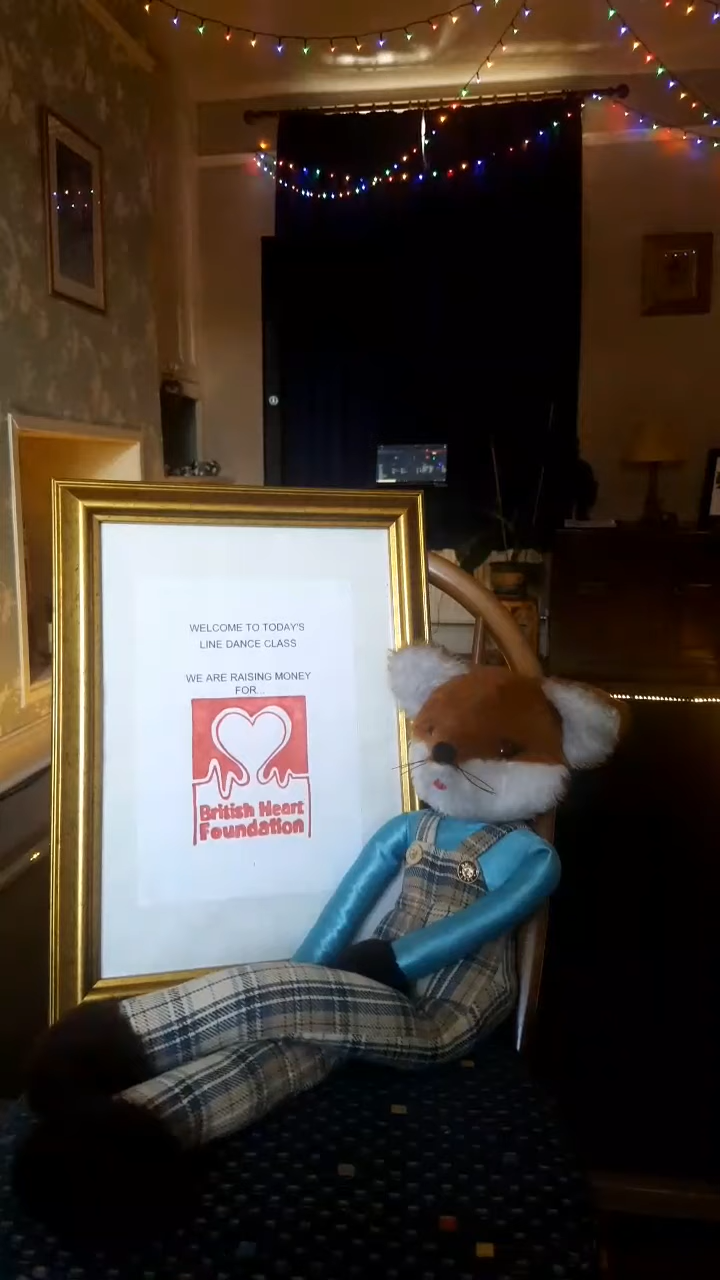 WELCOME TO TODAY'S
LINE DANCE CLASS
WE ARE RAISING MONEY
FOR...
British Heart
Foundation